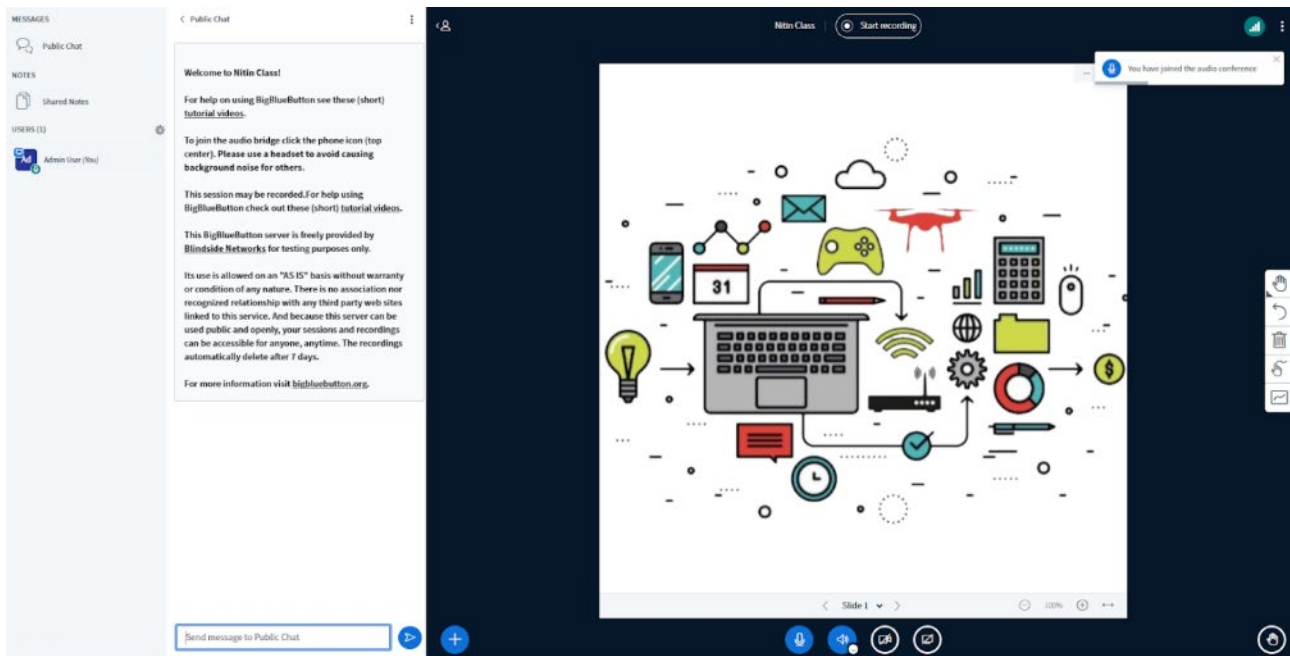 MESSAGES
Public Chat
NOTES
Shared Notes
USERS (1)
Ad
Admin User (You)
Public Chat
Welcome to Nitin Class!
For help on using BigBlueButton see these (short)
tutorial videos.
To join the audio bridge click the phone icon (top
center). Please use a headset to avoid causing
background noise for others.
This session may be recorded.For help using
BigBlueButton check out these (short) tutorial videos.
This BigBlueButton server is freely provided by
Blindside Networks for testing purposes only.
Its use is allowed on an "AS IS" basis without warranty
or condition of any nature. There is no association nor
recognized relationship with any third party web sites
linked to this service. And because this server can be
used public and openly, your sessions and recordings
can be accessible for anyone, anytime. The recordings
automatically delete after 7 days.
For more information visit bigbluebutton.org.
Send message to Public Chat
Nitin Class
Start recording
You have joined the audio conference
31
$
Slide 1
100%